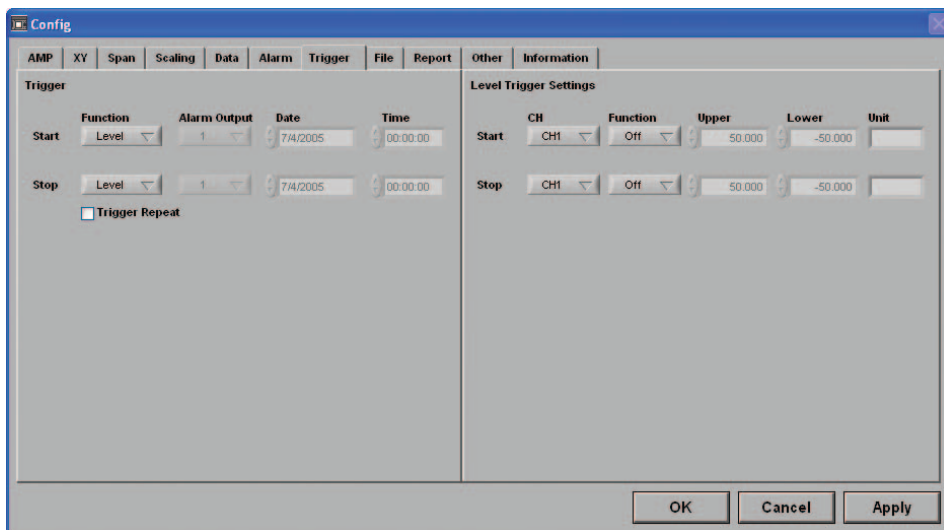 Config
AMP XY Span Scaling Data Alarm Trigger File Report Other Information
Trigger
Function Alarm Output Date Time
Start Level 1 7/4/2005 00:00:00
Stop Level 1 7/4/2005 00:00:00
Trigger Repeat
Level Trigger Settings
CH Function Upper Lower Unit
Start CH1 Off 50.000 -50.000
Stop CH1 Off 50.000 -50.000
OK Cancel Apply